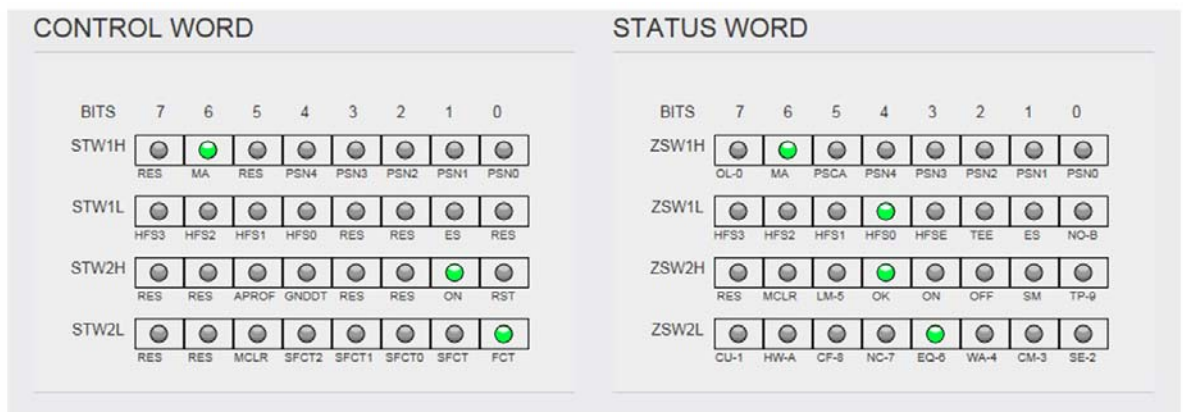 CONTROL WORD
BITS 7 6 5 4 3 2 1 0
STW1H
RES MA RES PSN4 PSN3 PSN2 PSN1 PSN0
STW1L
HFS3 HFS2 HFS1 HFS0 RES RES ES RES
STW2H
RES RES APROF GNDDT RES RES ON RST
STW2L
RES RES MCLR SFCT2 SFCT1 SFCT0 SFCT FCT
STATUS WORD
BITS 7 6 5 4 3 2 1 0
ZSW1H
OL-0 MA PSCA PSN4 PSN3 PSN2 PSN1 PSN0
ZSW1L
HFS3 HFS2 HFS1 HFS0 HFSE TEE ES NO-B
ZSW2H
RES MCLR LM-5 OK ON OFF SM TP-9
ZSW2L
CU-1 HW-A CF-8 NC-7 EQ-6 WA-4 CM-3 SE-2